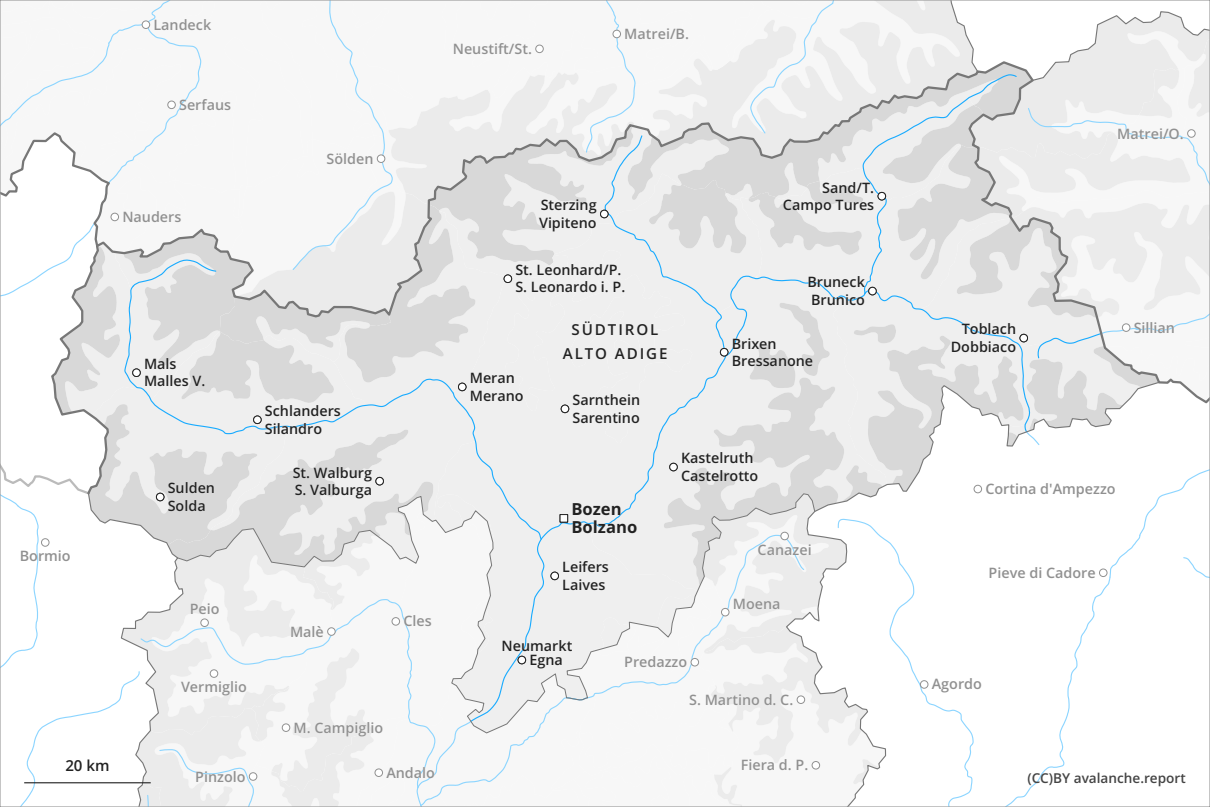 Landeck
Matrei/B.
Neustift/St.
Serfaus
Matrei/O.
Sölden
Sand/T.
Campo Tures
Nauders
Sterzing
Vipiteno
St. Leonhard/P.
S. Leonardo i. P.
Bruneck
Brunico
SÜDTIROL
ALTO ADIGE
Toblach
Dobbiaco
Sillian
Brixen
Bressanone
Mals
Malles V.
Meran
Merano
Sarnthein
Sarentino
Schlanders
Silandro
Kastelruth
Castelrotto
St. Walburg
S. Valburga
Sulden
Solda
Cortina d'Ampezzo
Bozen
Bolzano
Bormio
Canazei
Leifers
Laives
Pieve di Cadore
Peio
Moena
Malè
Cles
Neumarkt
Egna
Predazzo
Vermiglio
Agordo
S. Martino d. C.
M. Campiglio
20 km
Pinzolo
Andalo
Fiera d. P.
(CC)BY avalanche.report